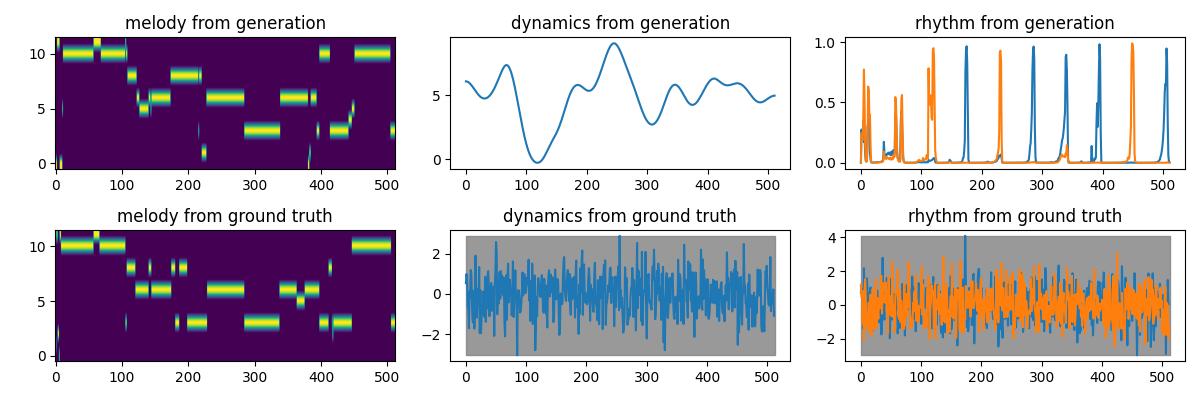 melody from generation
10
5
0
0 100 200 300 400 500
dynamics from generation
5
0
0 100 200 300 400 500
rhythm from generation
1.0
0.5
0.0
0 100 200 300 400 500
melody from ground truth
10
5
0
0 100 200 300 400 500
dynamics from ground truth
2
0
−2
0 100 200 300 400 500
rhythm from ground truth
4
2
0
−2
0 100 200 300 400 500